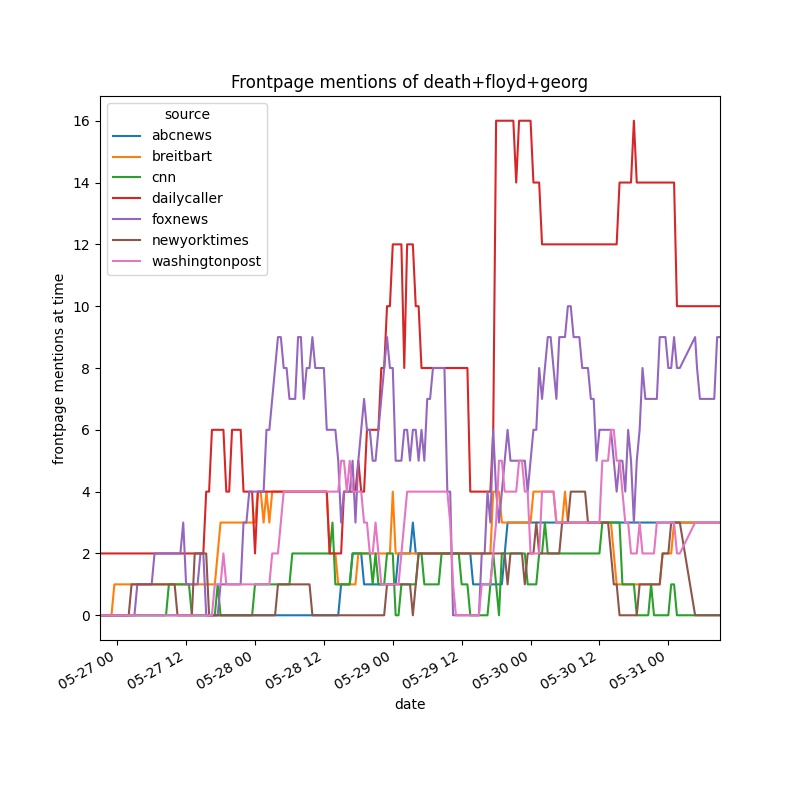 Frontpage mentions of death+floyd+georg
source
abcnews
breitbart
cnn
dailycaller
foxnews
newyorktimes
washingtonpost
frontpage mentions at time
16
14
12
10
8
6
4
2
0
05-27 00
05-27 12
05-28 00
05-28 12
05-29 00
05-29 12
05-30 00
05-30 12
05-31 00
date